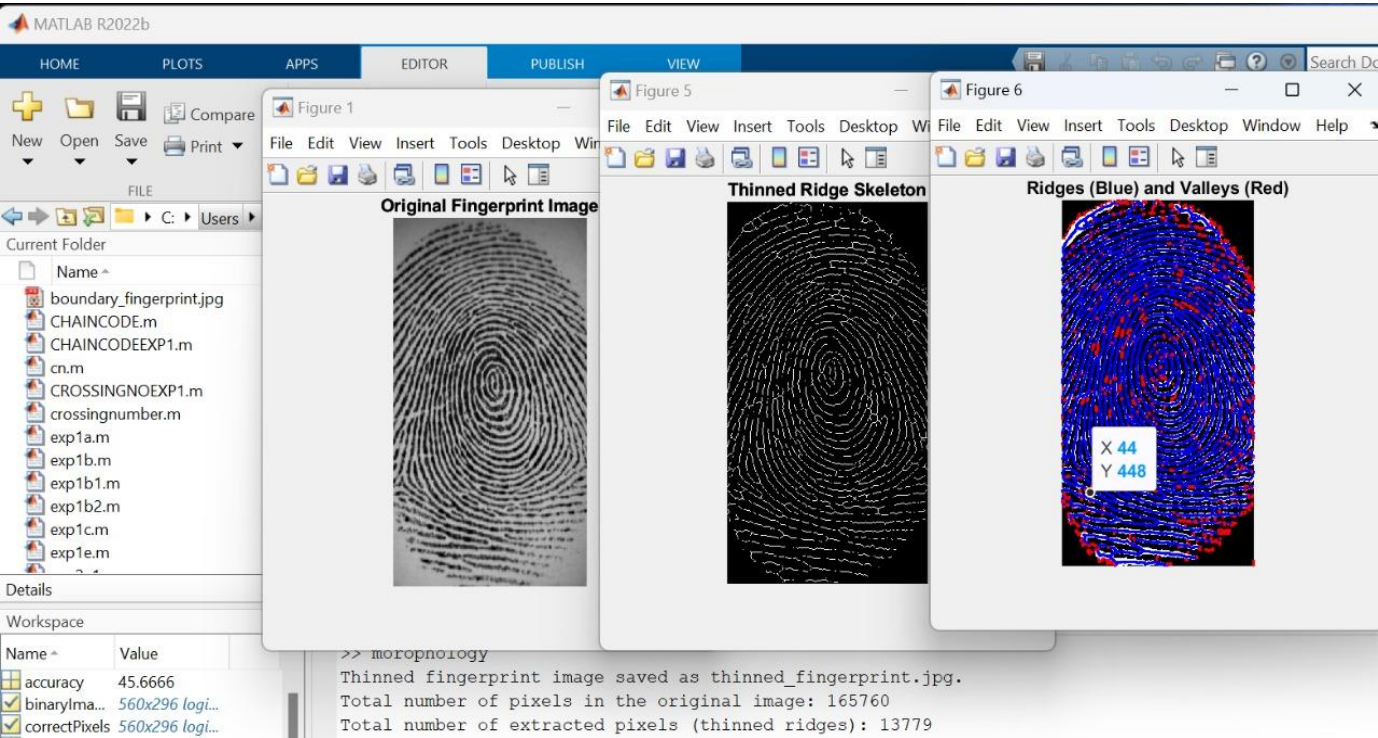 MATLAB R2022b
HOME PLOTS APPS EDITOR PUBLISH VIEW
Search Do
New Open Save Compare Print
FILE
C: Users
Current Folder
Name
boundary_fingerprint.jpg
CHAINCODE.m
CHAINCODEEXP1.m
cn.m
CROSSINGNOEXP1.m
crossingnumber.m
exp1a.m
exp1b.m
exp1b1.m
exp1b2.m
exp1c.m
exp1e.m
Details
Workspace
Name Value
accuracy 45.6666
binaryIma... 560x296 logi...
correctPixels 560x296 logi...
Figure 1
File Edit View Insert Tools Desktop Win
Original Fingerprint Image
Figure 5
File Edit View Insert Tools Desktop Wi
Thinned Ridge Skeleton
Figure 6
File Edit View Insert Tools Desktop Window Help
Ridges (Blue) and Valleys (Red)
X 44
Y 448
>> morophology
Thinned fingerprint image saved as thinned_fingerprint.jpg.
Total number of pixels in the original image: 165760
Total number of extracted pixels (thinned ridges): 13779